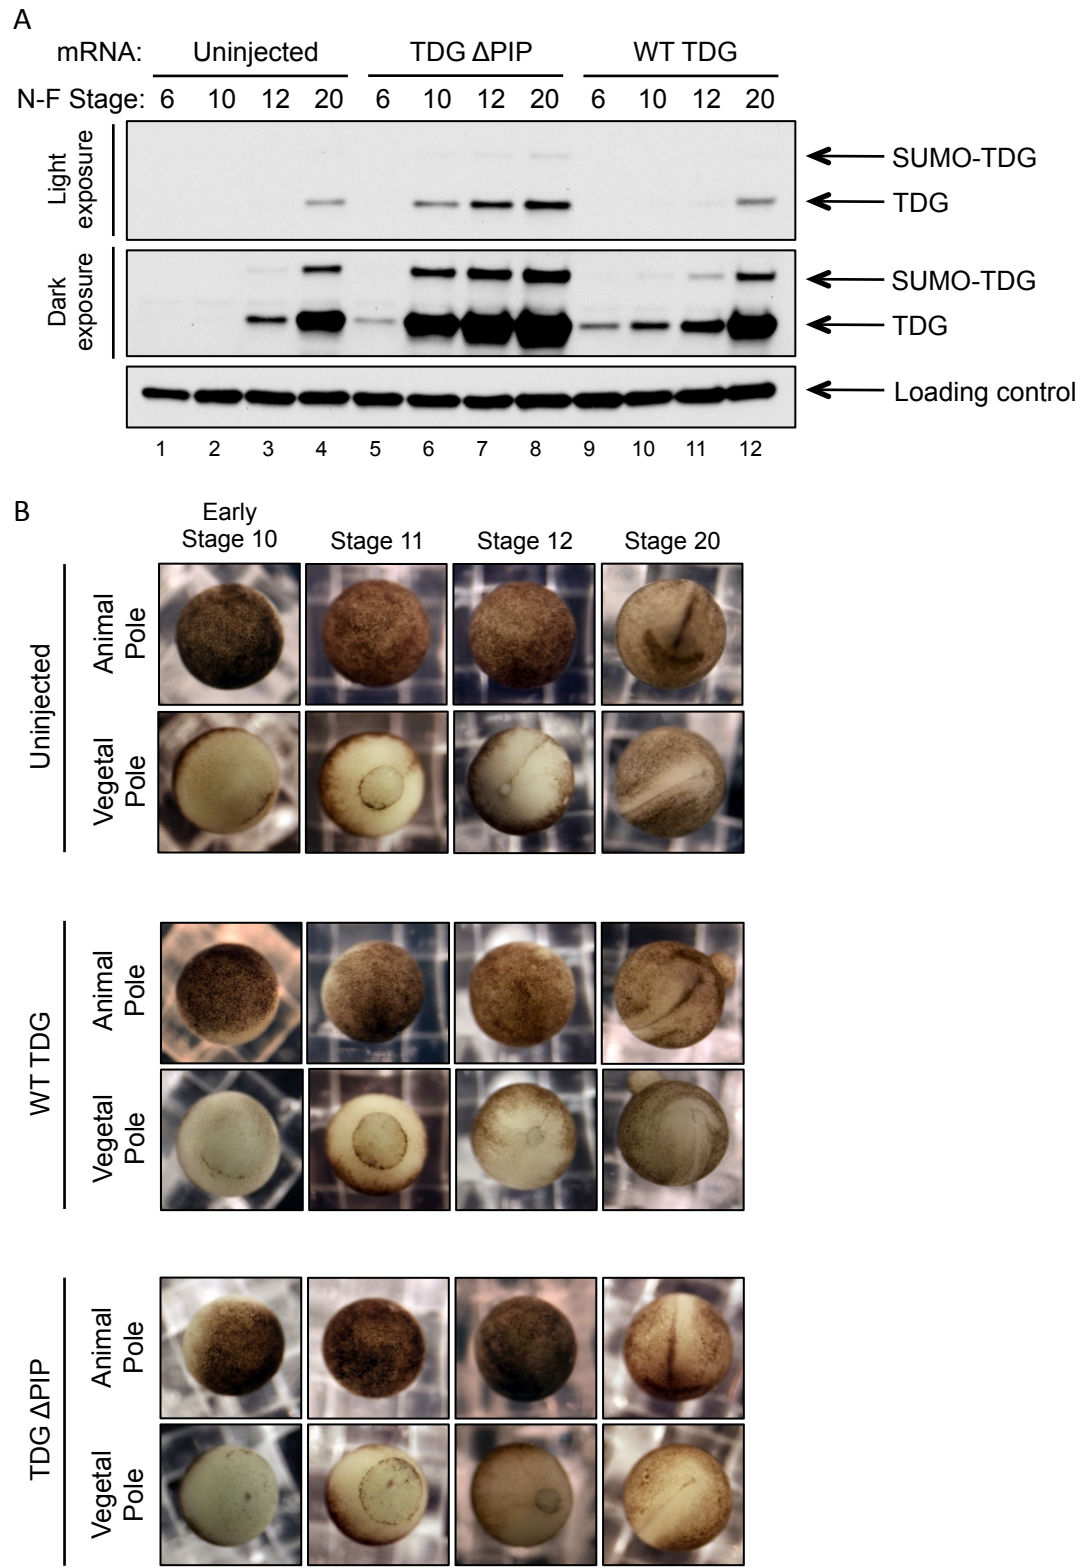 A
mRNA: Uninjected TDG ΔPIP WT TDG
N-F Stage: 6 10 12 20 6 10 12 20 6 10 12 20
Light
exposure
SUMO-TDG
TDG
Dark
exposure
SUMO-TDG
TDG
Loading control
1 2 3 4 5 6 7 8 9 10 11 12
B
Early
Stage 10 Stage 11 Stage 12 Stage 20
Uninjected
Animal
Pole
Vegetal
Pole
WT TDG
Animal
Pole
Vegetal
Pole
TDG ΔPIP
Animal
Pole
Vegetal
Pole